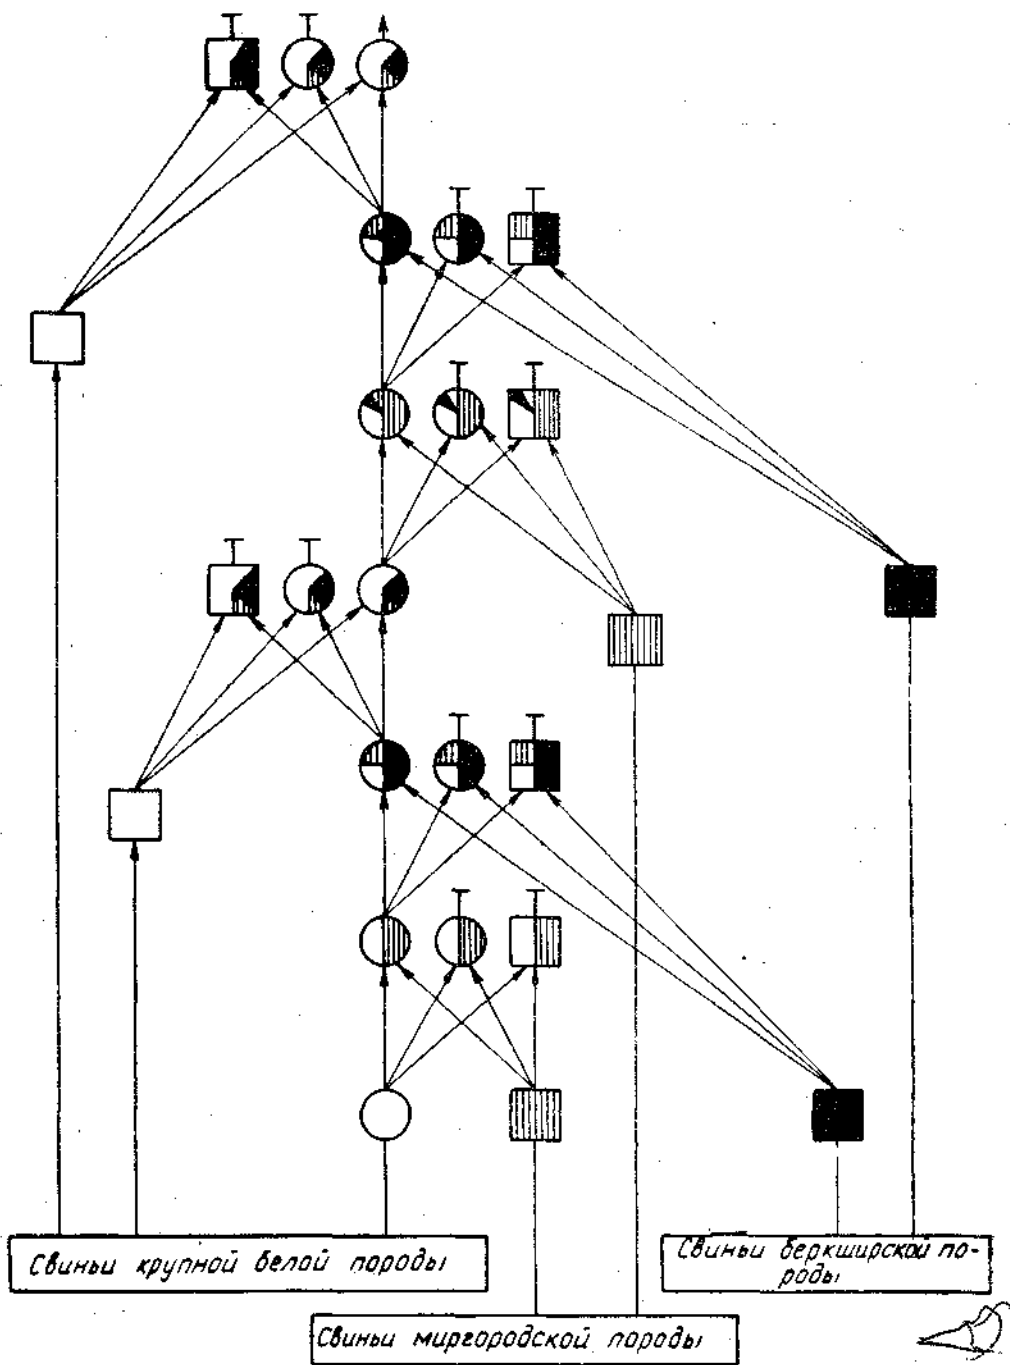 Свиньи крупной белой породы
Свиньи беркширской по-
роды
Свиньи миргородской породы